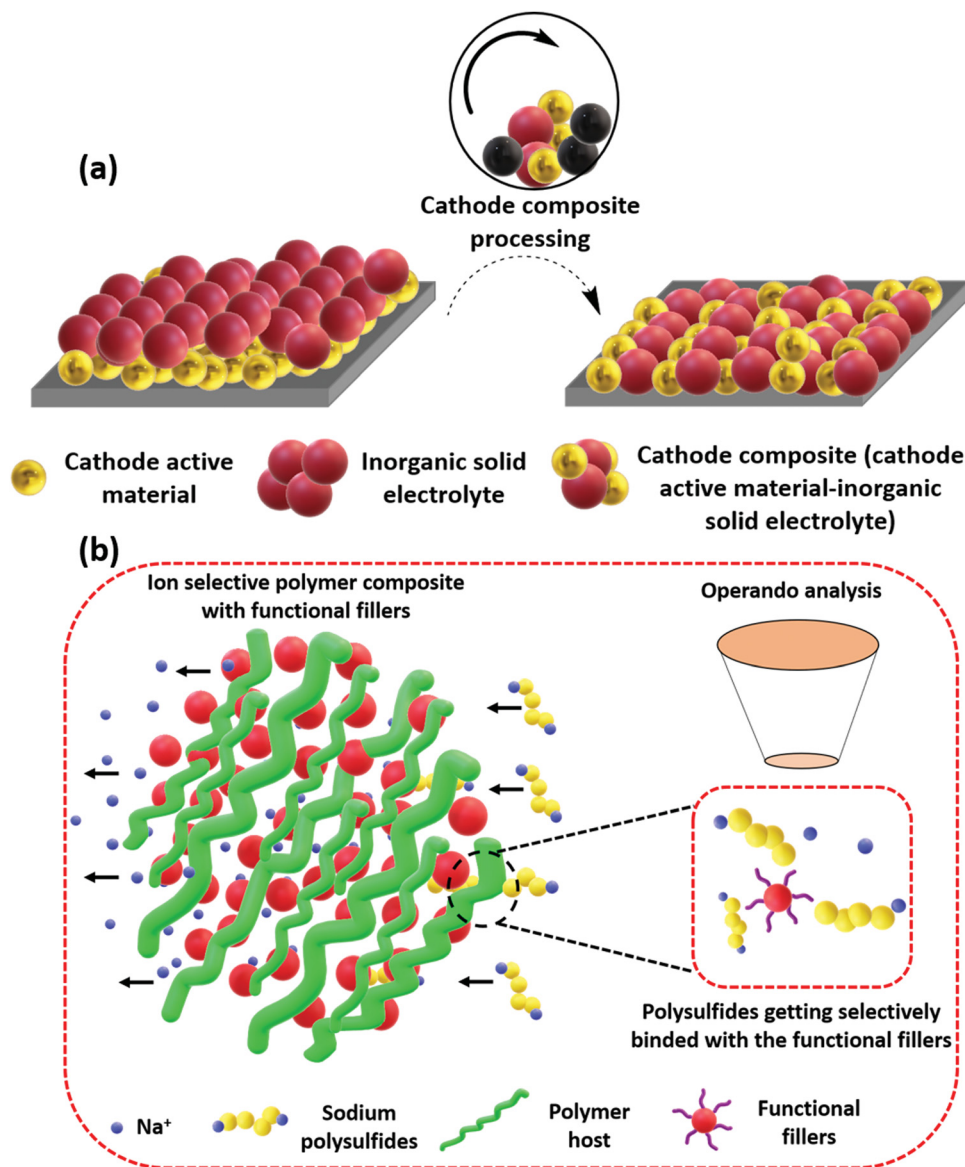 (a)
Cathode composite
processing
Cathode active
material
Inorganic solid
electrolyte
Cathode composite (cathode
active material-inorganic
solid electrolyte)
(b)
Ion selective polymer composite
with functional fillers
Operando analysis
Polysulfides getting selectively
binded with the functional fillers
Na⁺
Sodium
polysulfides
Polymer
host
Functional
fillers